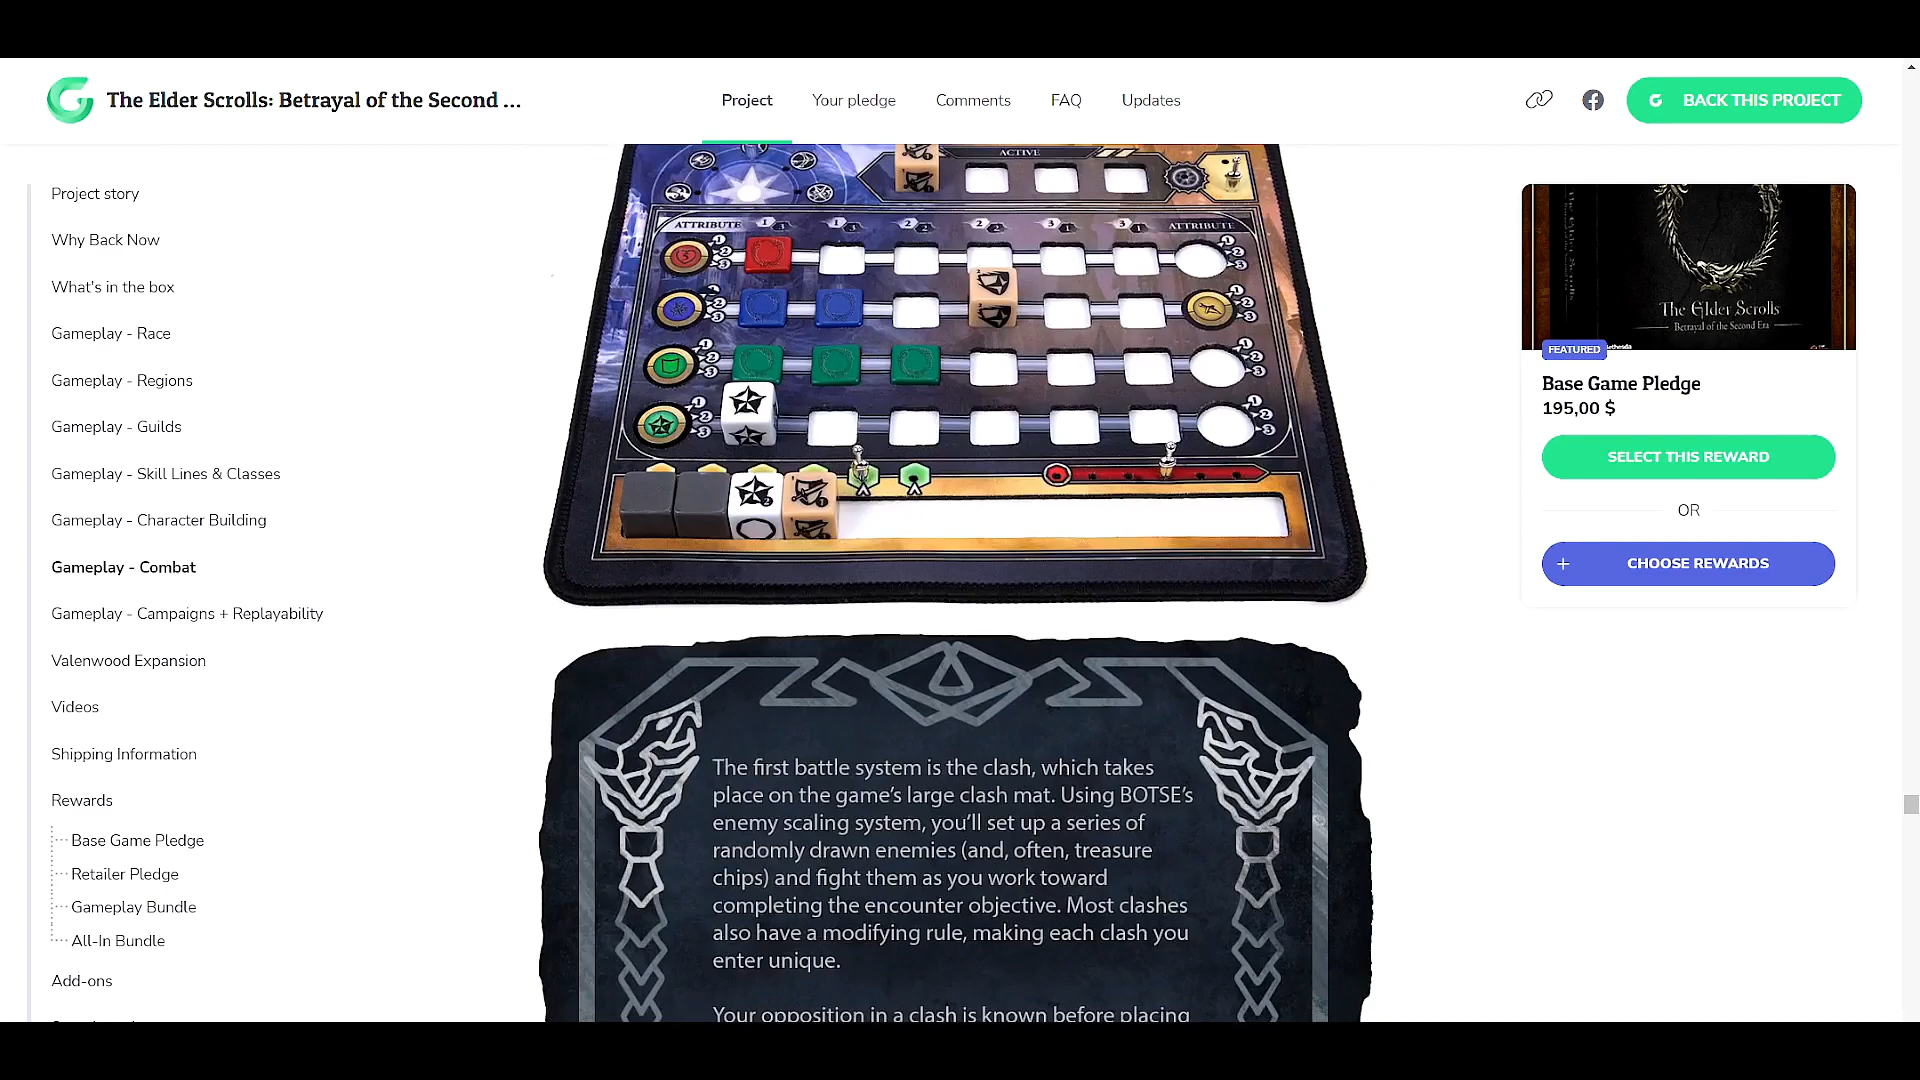 The Elder Scrolls: Betrayal of the Second ...
Project
Your pledge
Comments
FAQ
Updates
BACK THIS PROJECT
Project story
Why Back Now
What's in the box
Gameplay - Race
Gameplay - Regions
Gameplay - Guilds
Gameplay - Skill Lines & Classes
Gameplay - Character Building
Gameplay - Combat
Gameplay - Campaigns + Replayability
Valenwood Expansion
Videos
Shipping Information
Rewards
Base Game Pledge
Retailer Pledge
Gameplay Bundle
All-In Bundle
Add-ons
ACTIVE
ATTRIBUTE
ATTRIBUTE
The first battle system is the clash, which takes
place on the game's large clash mat. Using BOTSE's
enemy scaling system, you'll set up a series of
randomly drawn enemies (and, often, treasure
chips) and fight them as you work toward
completing the encounter objective. Most clashes
also have a modifying rule, making each clash you
enter unique.
Your opposition in a clash is known before placing
The Elder Scrolls
Betrayal of the Second Era
FEATURED
Base Game Pledge
195,00 $
SELECT THIS REWARD
OR
+ CHOOSE REWARDS